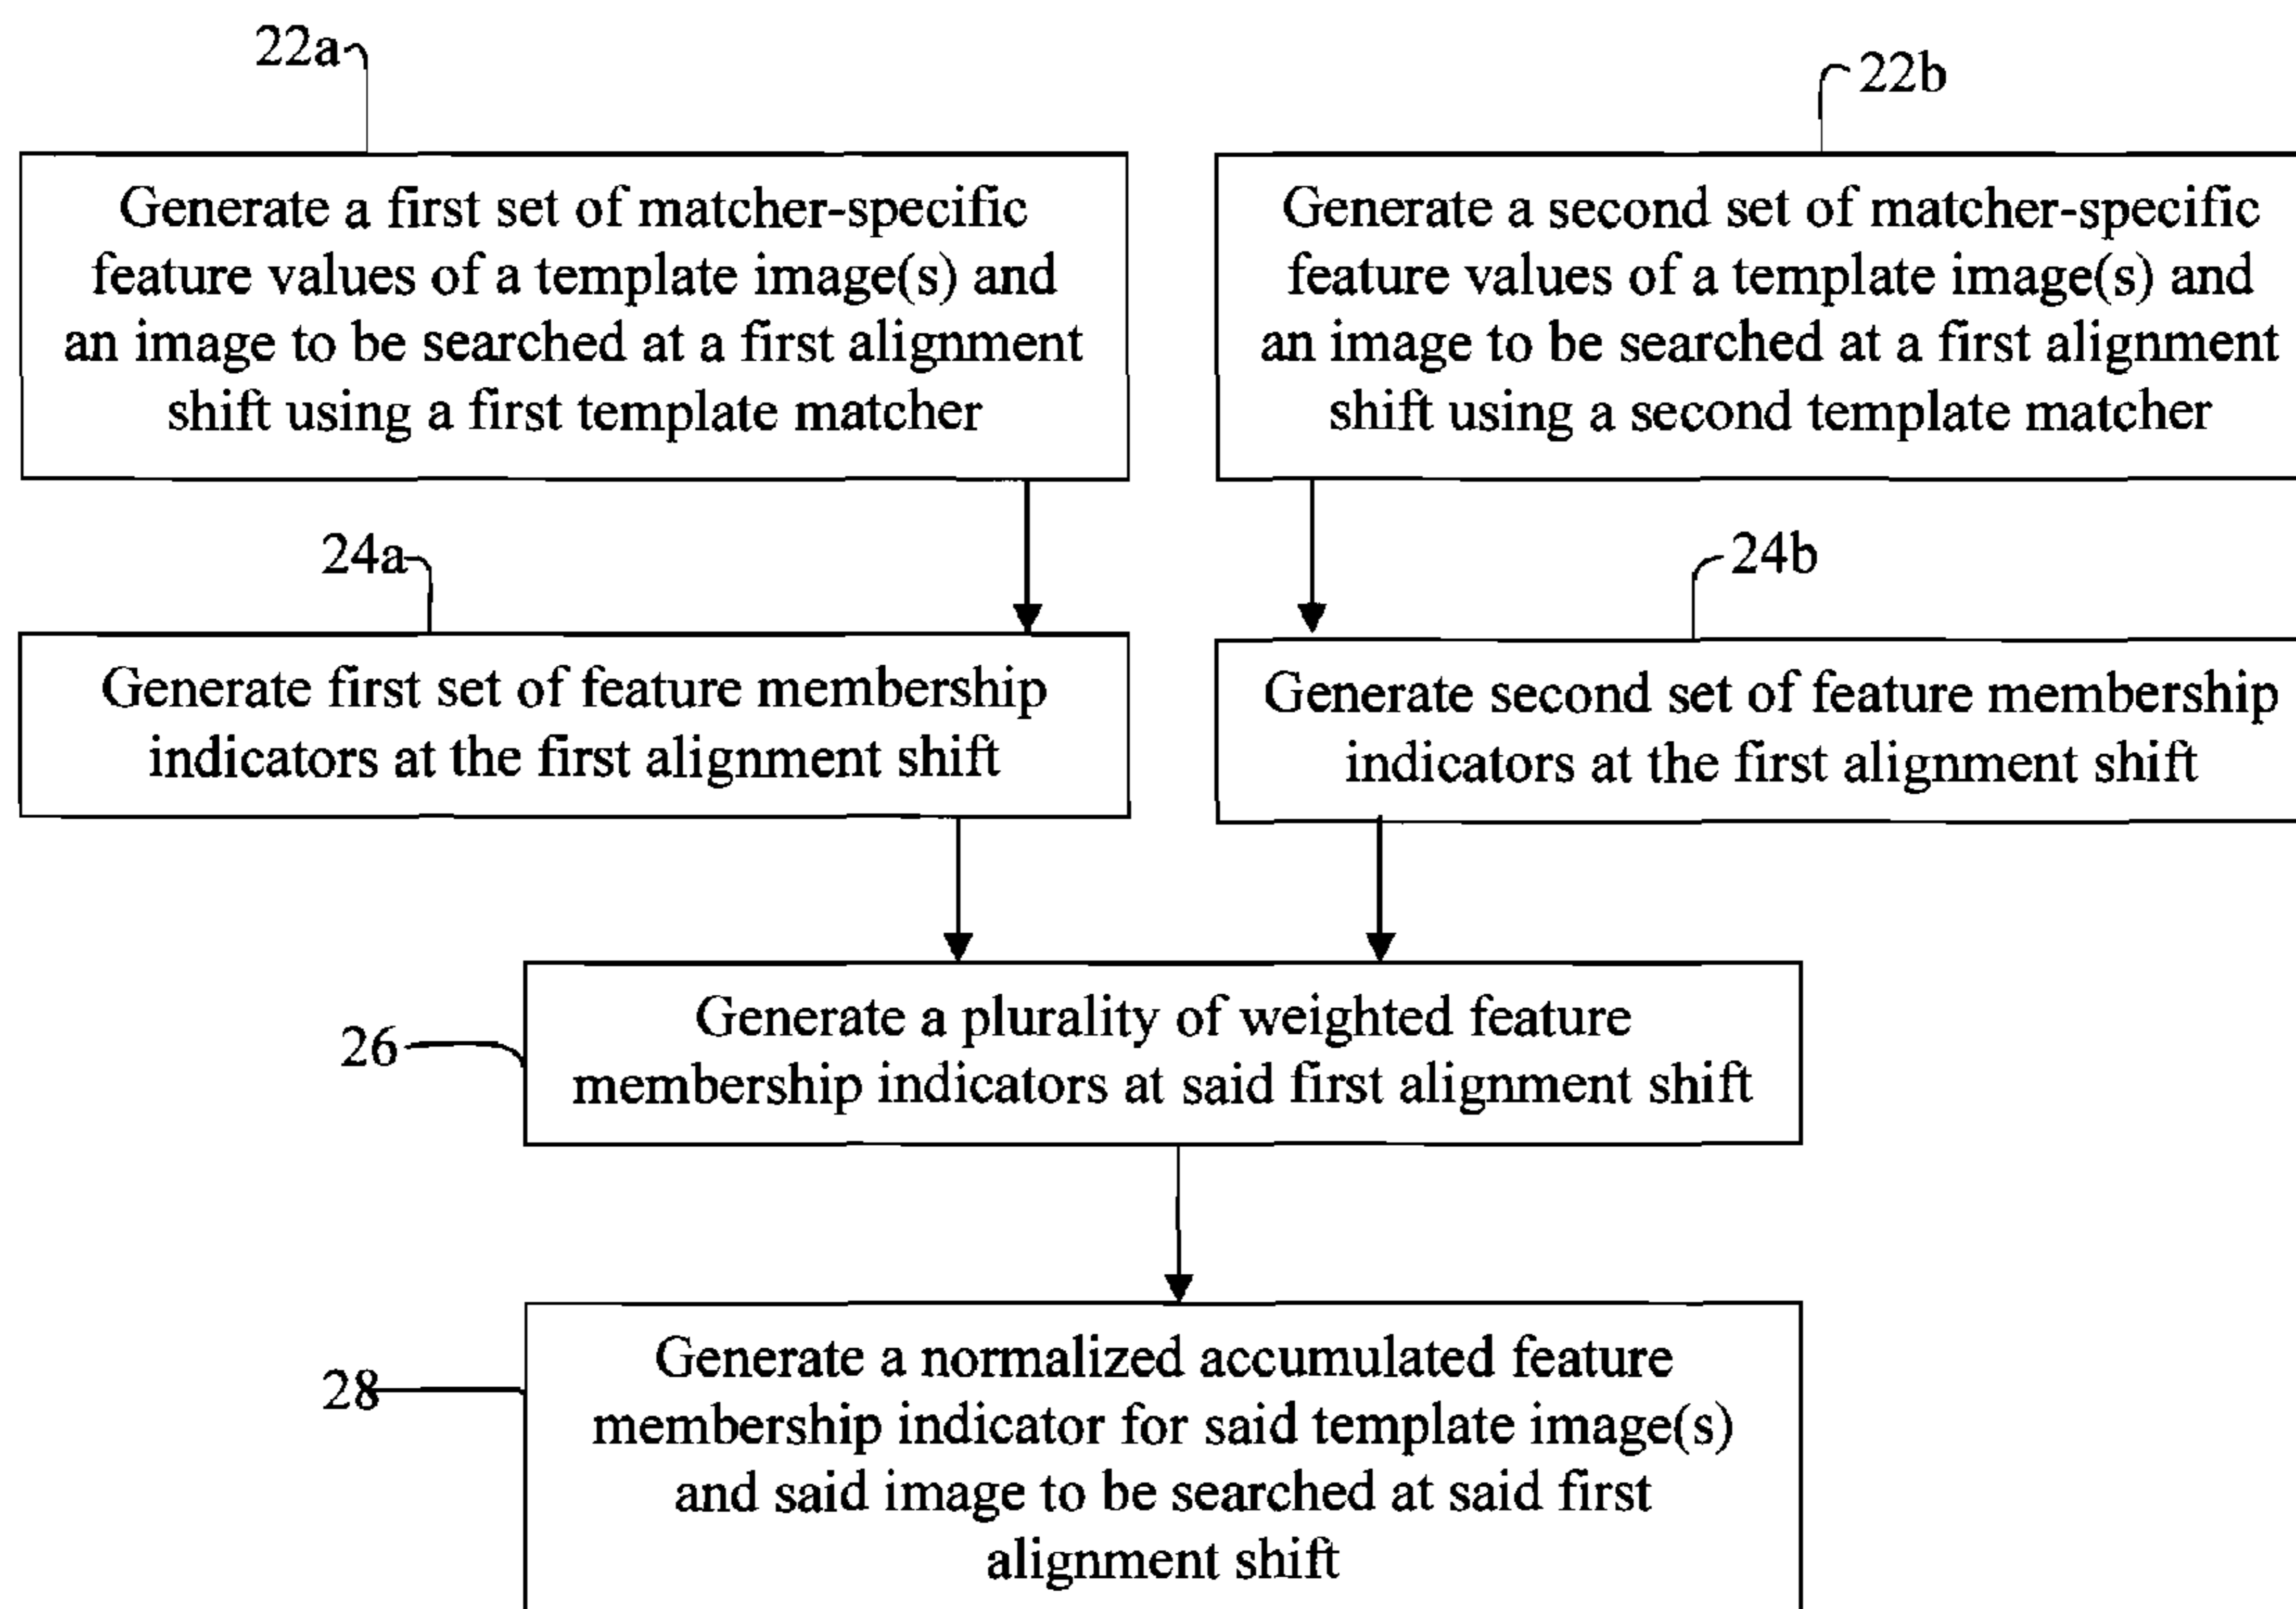 22a
22b
Generate a first set of matcher-specific
feature values of a template image(s) and
an image to be searched at a first alignment
shift using a first template matcher
Generate a second set of matcher-specific
feature values of a template image(s) and
an image to be searched at a first alignment
shift using a second template matcher
24a
24b
Generate first set of feature membership
indicators at the first alignment shift
Generate second set of feature membership
indicators at the first alignment shift
26
Generate a plurality of weighted feature
membership indicators at said first alignment shift
28
Generate a normalized accumulated feature
membership indicator for said template image(s)
and said image to be searched at said first
alignment shift